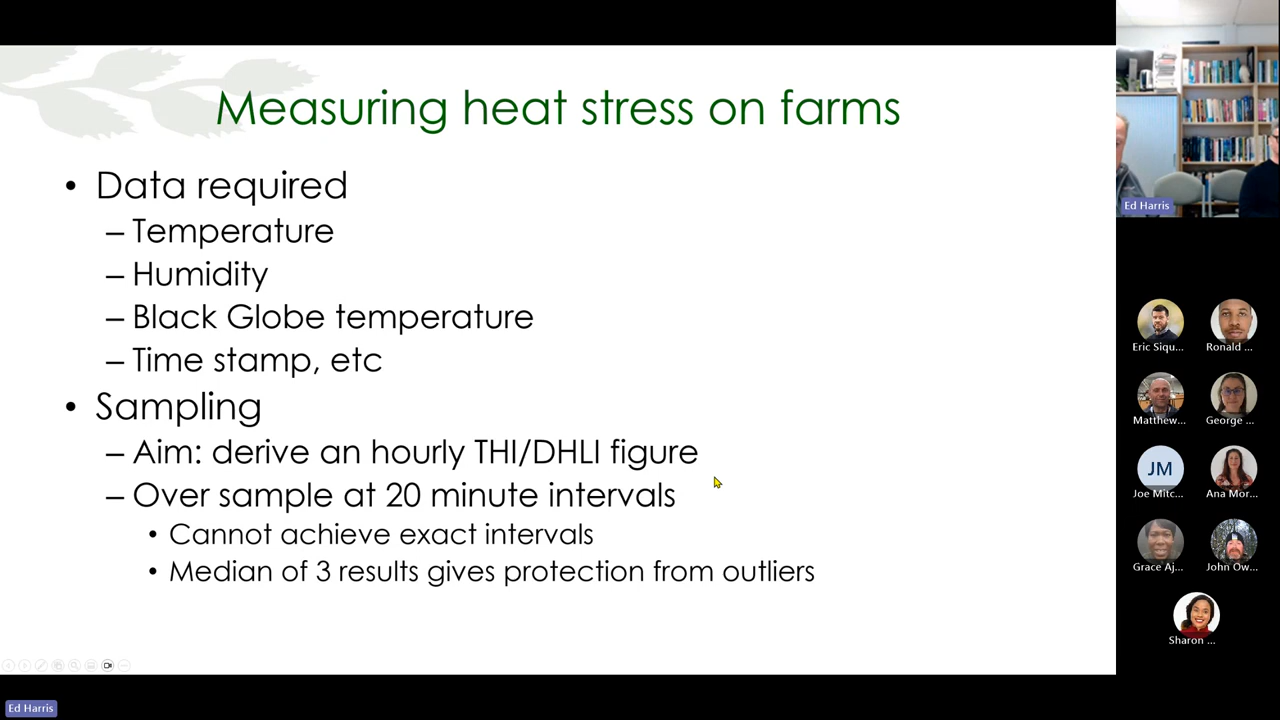 Measuring heat stress on farms
• Data required
– Temperature
– Humidity
– Black Globe temperature
– Time stamp, etc
• Sampling
– Aim: derive an hourly THI/DHLI figure
– Over sample at 20 minute intervals
• Cannot achieve exact intervals
• Median of 3 results gives protection from outliers
Ed Harris
Eric Siqu...
Ronald ...
Matthew...
George ...
JM
Joe Mitc...
Ana Mor...
Grace Aj...
John Ow...
Sharon ...
Ed Harris